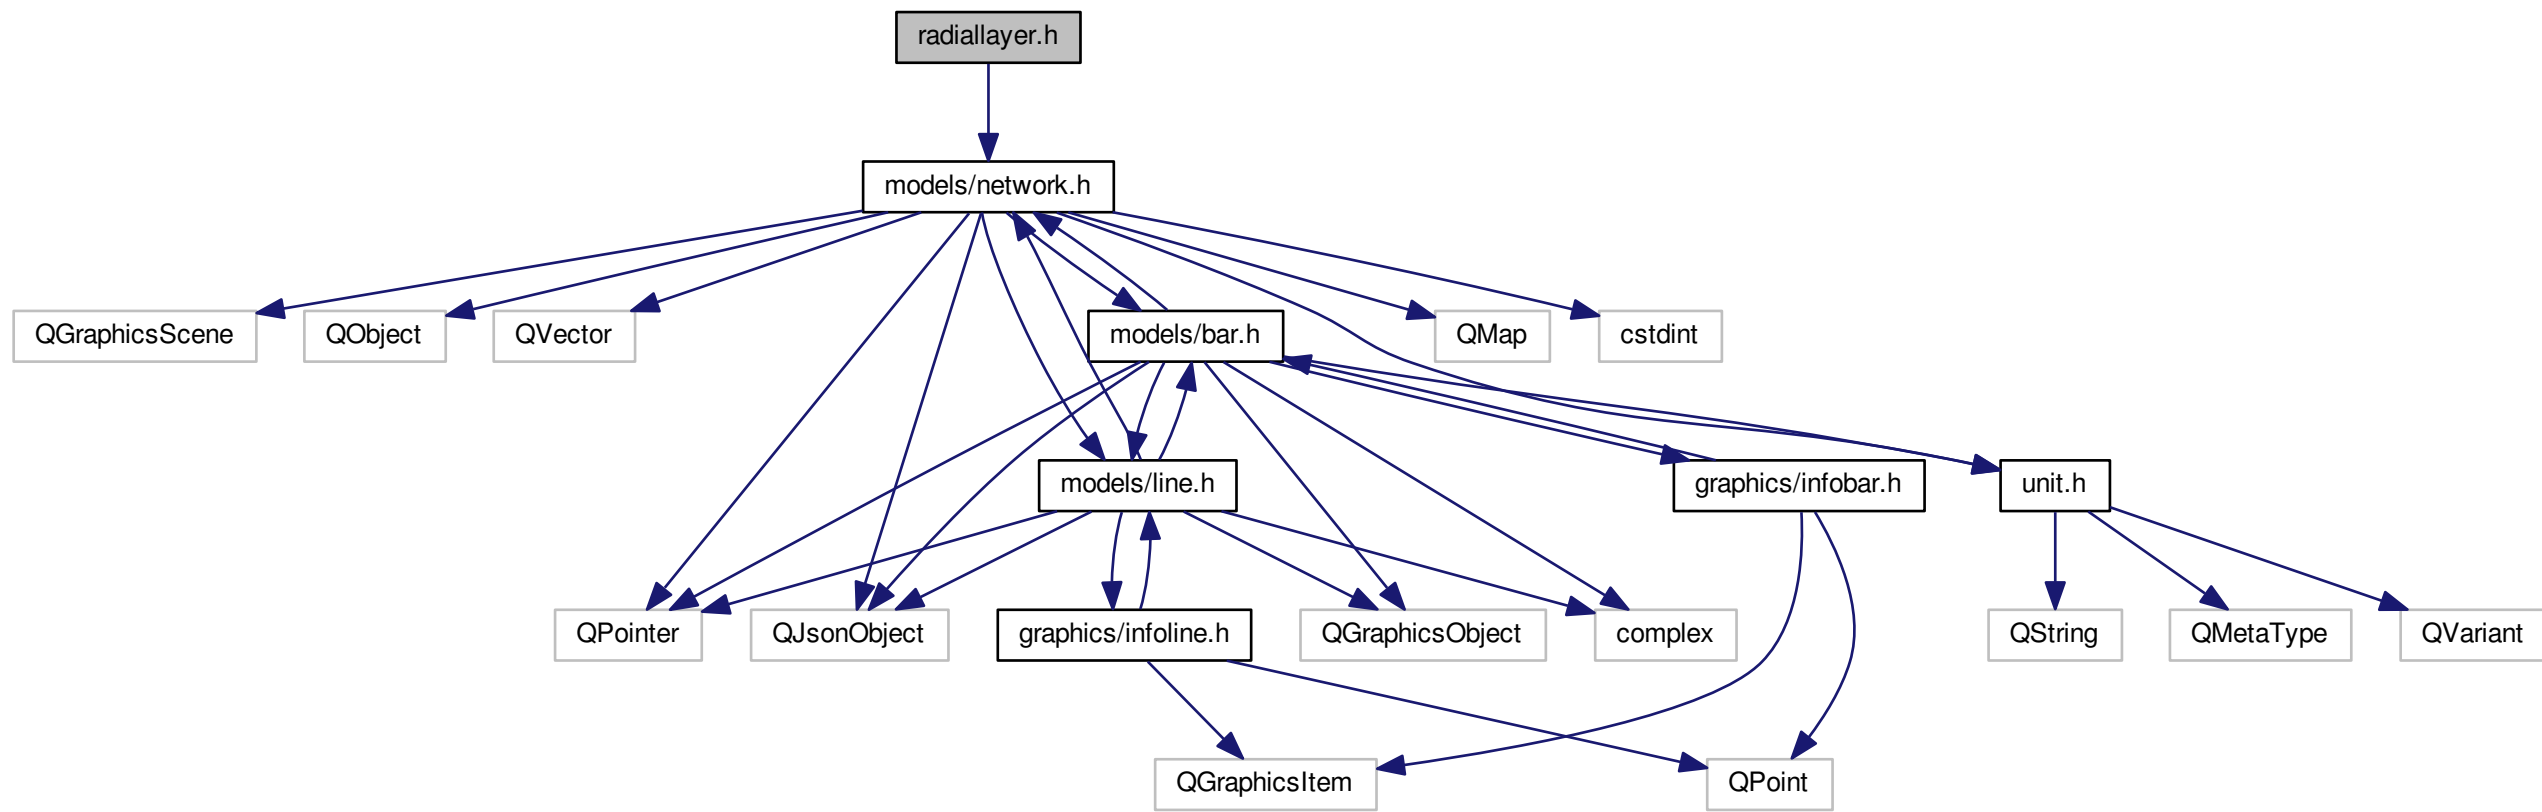 radiallayer.h
models/network.h
QGraphicsScene
QObject
QVector
models/bar.h
QMap
cstdint
models/line.h
graphics/infobar.h
unit.h
QPointer
QJsonObject
graphics/infoline.h
QGraphicsObject
complex
QString
QMetaType
QVariant
QGraphicsItem
QPoint